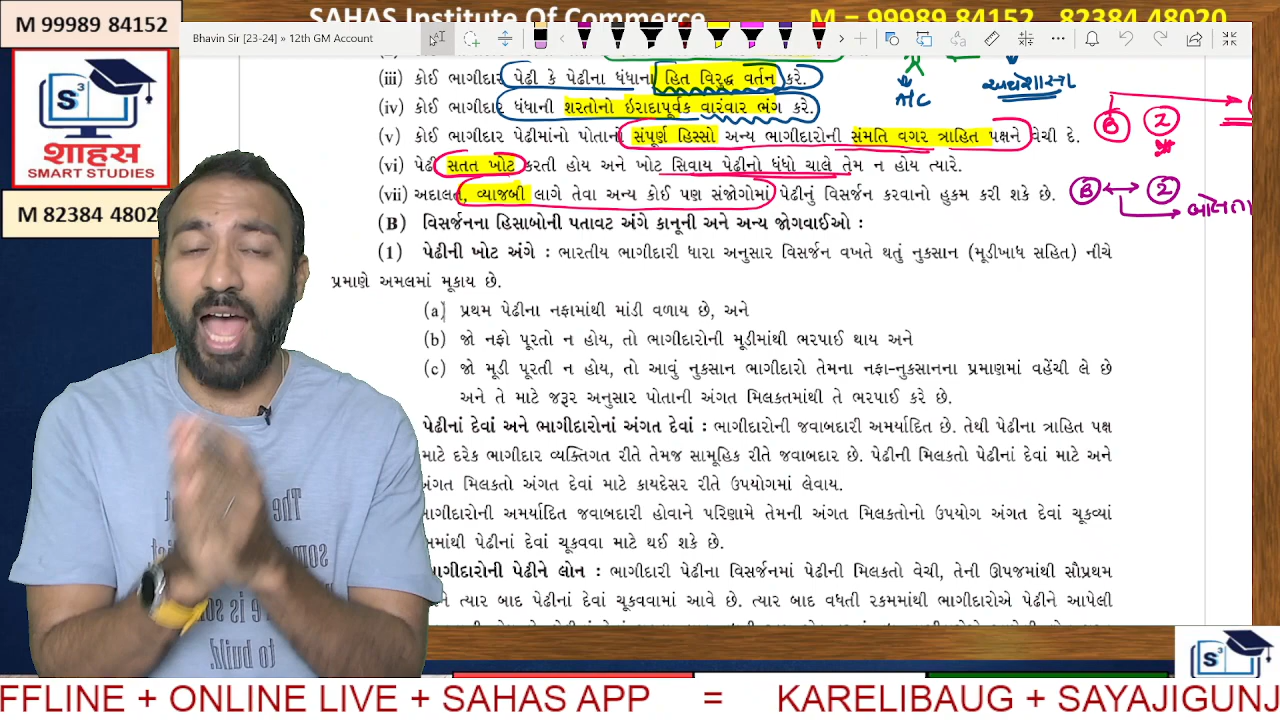 M 99989 84152
SAHAS Institute Of Commerce
M = 99989 84152, 82384 48020
Bhavin Sir [23-24] » 12th GM Account
S3
શાહસ
SMART STUDIES
M 82384 4802
(iii) કોઈ ભાગીદાર પેઢી કે પેઢીના ધંધાના હિત વિરુદ્ધ વર્તન કરે.
A/C
અર્થશાસ્ત્ર
(iv) કોઈ ભાગીદાર ધંધાની શરતોનો ઇરાદાપૂર્વક વારંવાર ભંગ કરે.
B Z
(v) કોઈ ભાગીદાર પેઢીમાંનો પોતાનો સંપૂર્ણ હિસ્સો અન્ય ભાગીદારોની સંમતિ વગર ત્રાહિત પક્ષને વેચી દે.
(vi) પેઢી સતત ખોટ કરતી હોય અને ખોટ સિવાય પેઢીનો ધંધો ચાલે તેમ ન હોય ત્યારે.
(vii) અદાલત, વ્યાજબી લાગે તેવા અન્ય કોઈ પણ સંજોગોમાં પેઢીનું વિસર્જન કરવાનો હુકમ કરી શકે છે.
B Z
(B) વિસર્જનના હિસાબોની પતાવટ અંગે કાનૂની અને અન્ય જોગવાઈઓ :
(1) પેઢીની ખોટ અંગે : ભારતીય ભાગીદારી ધારા અનુસાર વિસર્જન વખતે થતું નુકસાન (મૂડીખાધ સહિત) નીચે
પ્રમાણે અમલમાં મૂકાય છે.
(a) પ્રથમ પેઢીના નફામાંથી માંડી વળાય છે, અને
(b) જો નફો પૂરતો ન હોય, તો ભાગીદારોની મૂડીમાંથી ભરપાઈ થાય અને
(c) જો મૂડી પૂરતી ન હોય, તો આવું નુકસાન ભાગીદારો તેમના નફા-નુકસાનના પ્રમાણમાં વહેંચી લે છે
અને તે માટે જરૂર અનુસાર પોતાની અંગત મિલકતમાંથી તે ભરપાઈ કરે છે.
પેઢીનાં દેવાં અને ભાગીદારોનાં અંગત દેવાં : ભાગીદારોની જવાબદારી અમર્યાદિત છે. તેથી પેઢીના ત્રાહિત પક્ષ
માટે દરેક ભાગીદાર વ્યક્તિગત રીતે તેમજ સામૂહિક રીતે જવાબદાર છે. પેઢીની મિલકતો પેઢીનાં દેવાં માટે અને
અંગત મિલકતો અંગત દેવાં માટે કાયદેસર રીતે ઉપયોગમાં લેવાય.
ભાગીદારોની અમર્યાદિત જવાબદારી હોવાને પરિણામે તેમની અંગત મિલકતોનો ઉપયોગ અંગત દેવાં ચૂકવ્યાં
માંથી પેઢીનાં દેવાં ચૂકવવા માટે થઈ શકે છે.
ભાગીદારોની પેઢીને લોન : ભાગીદારી પેઢીના વિસર્જનમાં પેઢીની મિલકતો વેચી, તેની ઊપજમાંથી સૌપ્રથમ
ત્યાર બાદ પેઢીનાં દેવાં ચૂકવવામાં આવે છે. ત્યાર બાદ વધતી રકમમાંથી ભાગીદારોએ પેઢીને આપેલી
S3
FFLINE + ONLINE LIVE + SAHAS APP = KARELIBAUG + SAYAJIGUNJ